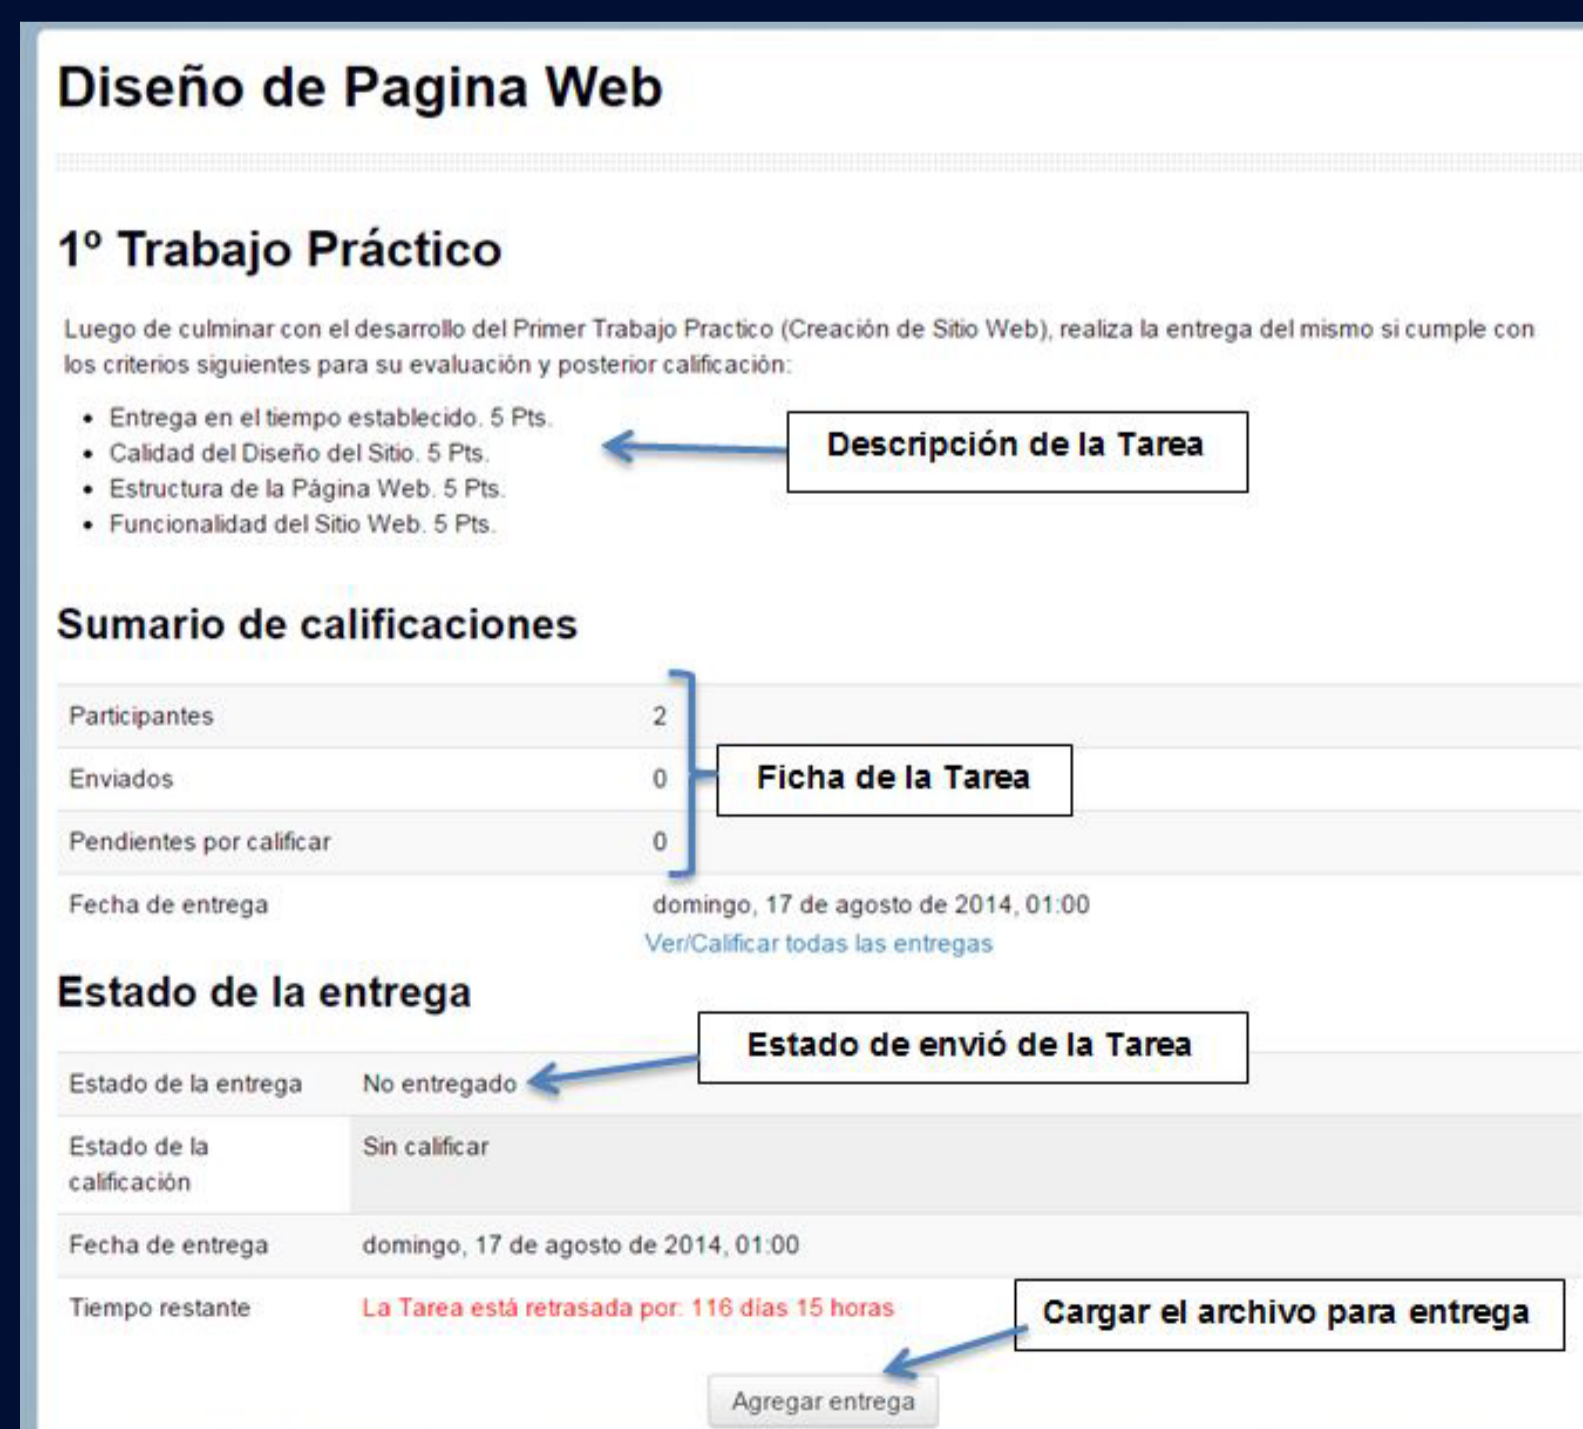 Diseño de Pagina Web
1º Trabajo Práctico
Luego de culminar con el desarrollo del Primer Trabajo Practico (Creación de Sitio Web), realiza la entrega del mismo si cumple con
los criterios siguientes para su evaluación y posterior calificación:
• Entrega en el tiempo establecido. 5 Pts.
• Calidad del Diseño del Sitio. 5 Pts.
• Estructura de la Página Web. 5 Pts.
• Funcionalidad del Sitio Web. 5 Pts.
Descripción de la Tarea
Sumario de calificaciones
Participantes 2
Enviados 0
Pendientes por calificar 0
Ficha de la Tarea
Fecha de entrega domingo, 17 de agosto de 2014, 01:00
Ver/Calificar todas las entregas
Estado de la entrega
Estado de envió de la Tarea
Estado de la entrega No entregado
Estado de la Sin calificar
calificación
Fecha de entrega domingo, 17 de agosto de 2014, 01:00
Tiempo restante La Tarea está retrasada por: 116 días 15 horas
Cargar el archivo para entrega
Agregar entrega